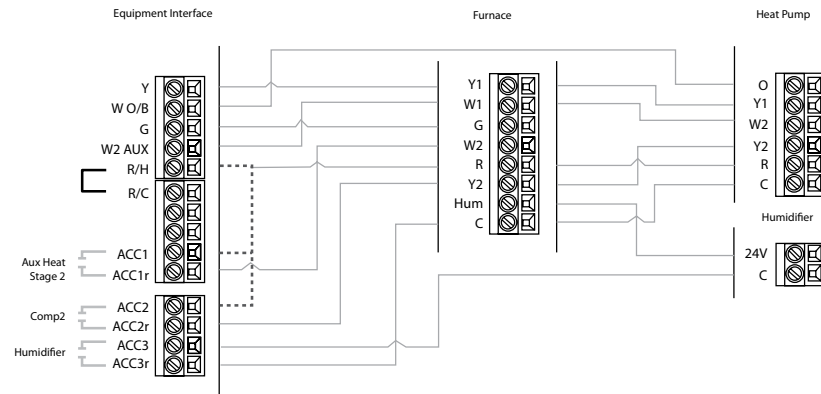 Equipment Interface
Furnace
Heat Pump
Y
W O/B
G
W2 AUX
R/H
R/C
ACC1
ACC1r
ACC2
ACC2r
ACC3
ACC3r
Aux Heat
Stage 2
Comp2
Humidifier
Y1
W1
G
W2
R
Y2
Hum
C
O
Y1
W2
Y2
R
C
Humidifier
24V
C